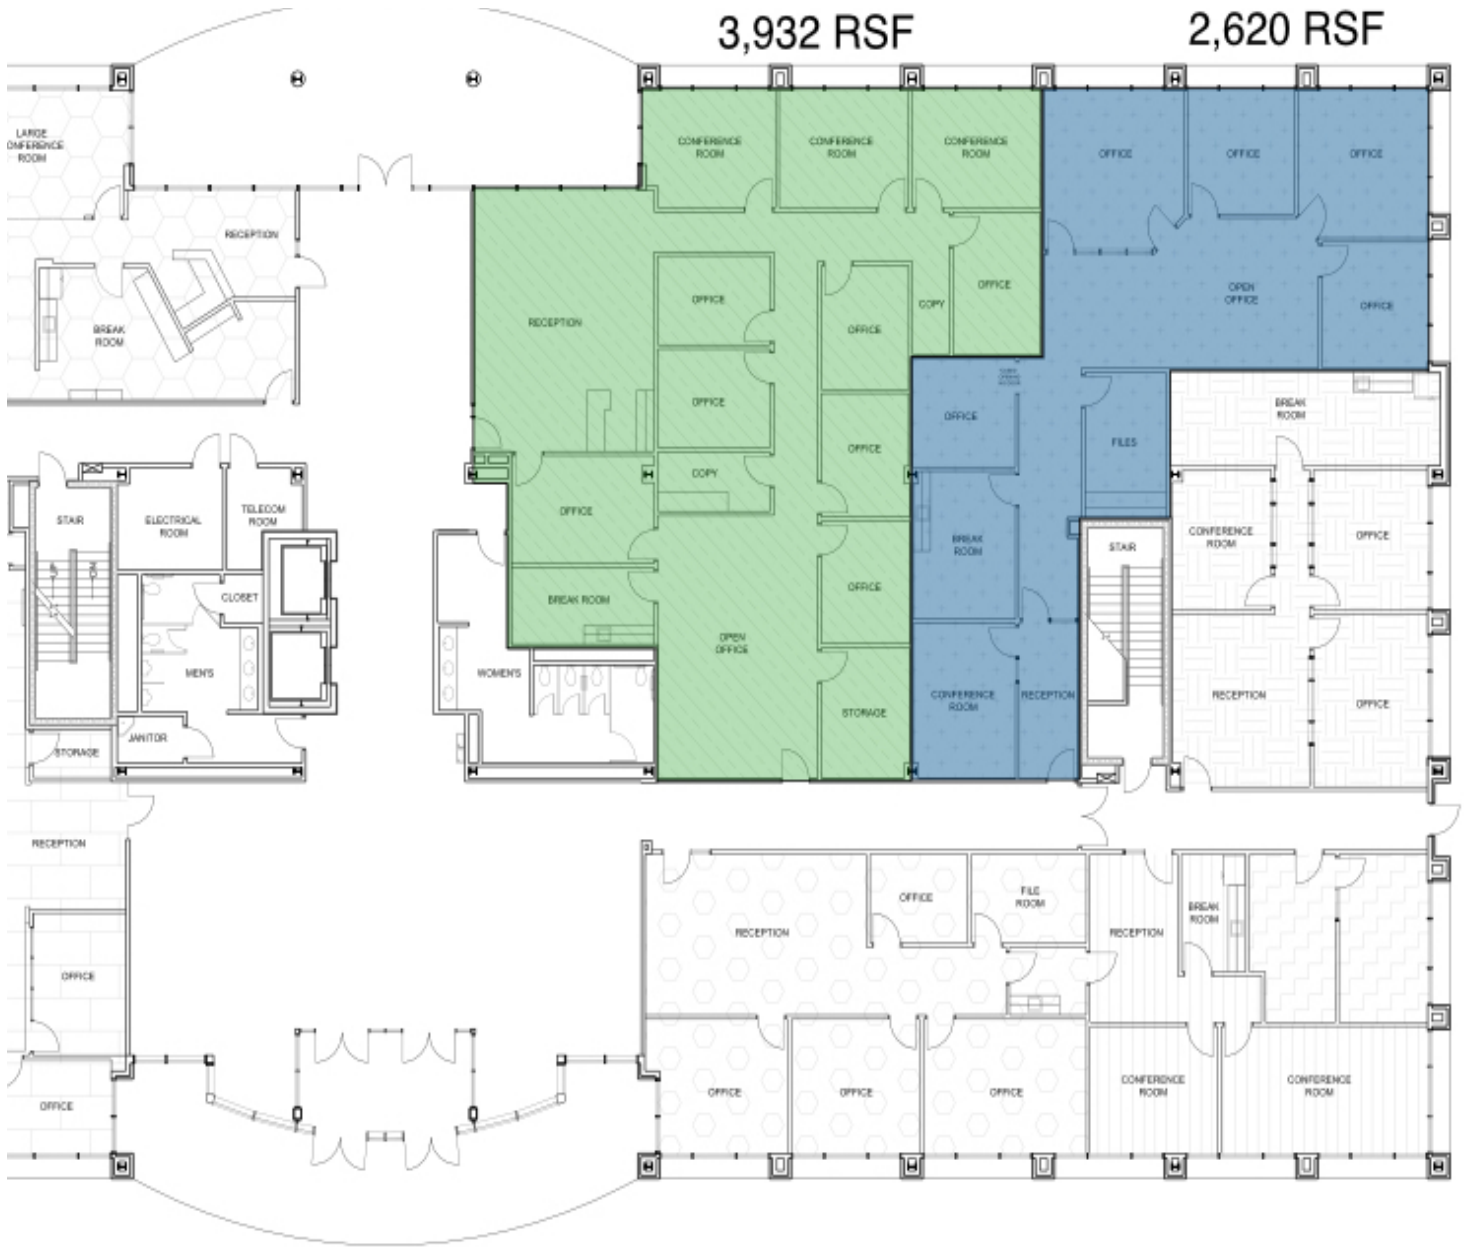 3,932 RSF
2,620 RSF
LARGE
ONFERENCE
ROOM
CONFERENCE
ROOM
CONFERENCE
ROOM
CONFERENCE
ROOM
OFFICE
OFFICE
OFFICE
RECEPTION
BREAK
ROOM
RECEPTION
OFFICE
OFFICE
COPY
OFFICE
OPEN
OFFICE
OFFICE
OFFICE
OFFICE
OFFICE
FILES
BREAK
ROOM
COPY
OFFICE
STAIR
ELECTRICAL
ROOM
TELECOM
ROOM
OFFICE
BREAK
ROOM
STAIR
CONFERENCE
ROOM
OFFICE
UP
DN
CLOSET
BREAK ROOM
OFFICE
MEN'S
WOMEN'S
OPEN
OFFICE
STORAGE
CONFERENCE
ROOM
RECEPTION
RECEPTION
OFFICE
JANITOR
STORAGE
RECEPTION
OFFICE
OFFICE
RECEPTION
OFFICE
FILE
ROOM
RECEPTION
BREAK
ROOM
OFFICE
OFFICE
OFFICE
CONFERENCE
ROOM
CONFERENCE
ROOM